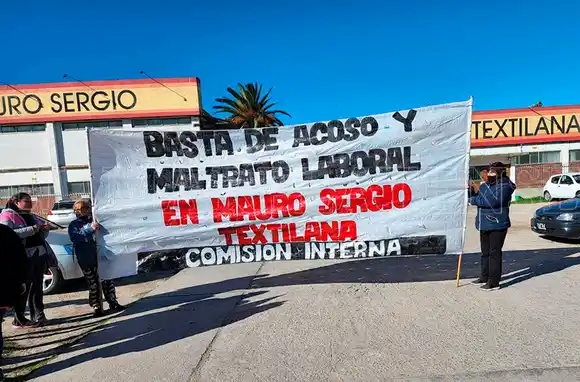 URO SERGIO
TEXTILANA
BASTA DE ACOSO Y
MALTRATO LABORAL
EN MAURO SERGIO
TEXTILANA
COMISION INTERNA